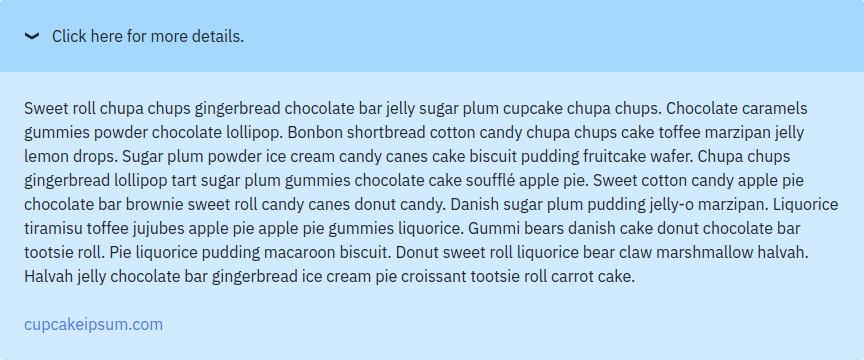 Click here for more details.
Sweet roll chupa chups gingerbread chocolate bar jelly sugar plum cupcake chupa chups. Chocolate caramels
gummies powder chocolate lollipop. Bonbon shortbread cotton candy chupa chups cake toffee marzipan jelly
lemon drops. Sugar plum powder ice cream candy canes cake biscuit pudding fruitcake wafer. Chupa chups
gingerbread lollipop tart sugar plum gummies chocolate cake soufflé apple pie. Sweet cotton candy apple pie
chocolate bar brownie sweet roll candy canes donut candy. Danish sugar plum pudding jelly-o marzipan. Liquorice
tiramisu toffee jujubes apple pie apple pie gummies liquorice. Gummi bears danish cake donut chocolate bar
tootsie roll. Pie liquorice pudding macaroon biscuit. Donut sweet roll liquorice bear claw marshmallow halvah.
Halvah jelly chocolate bar gingerbread ice cream pie croissant tootsie roll carrot cake.
cupcakeipsum.com